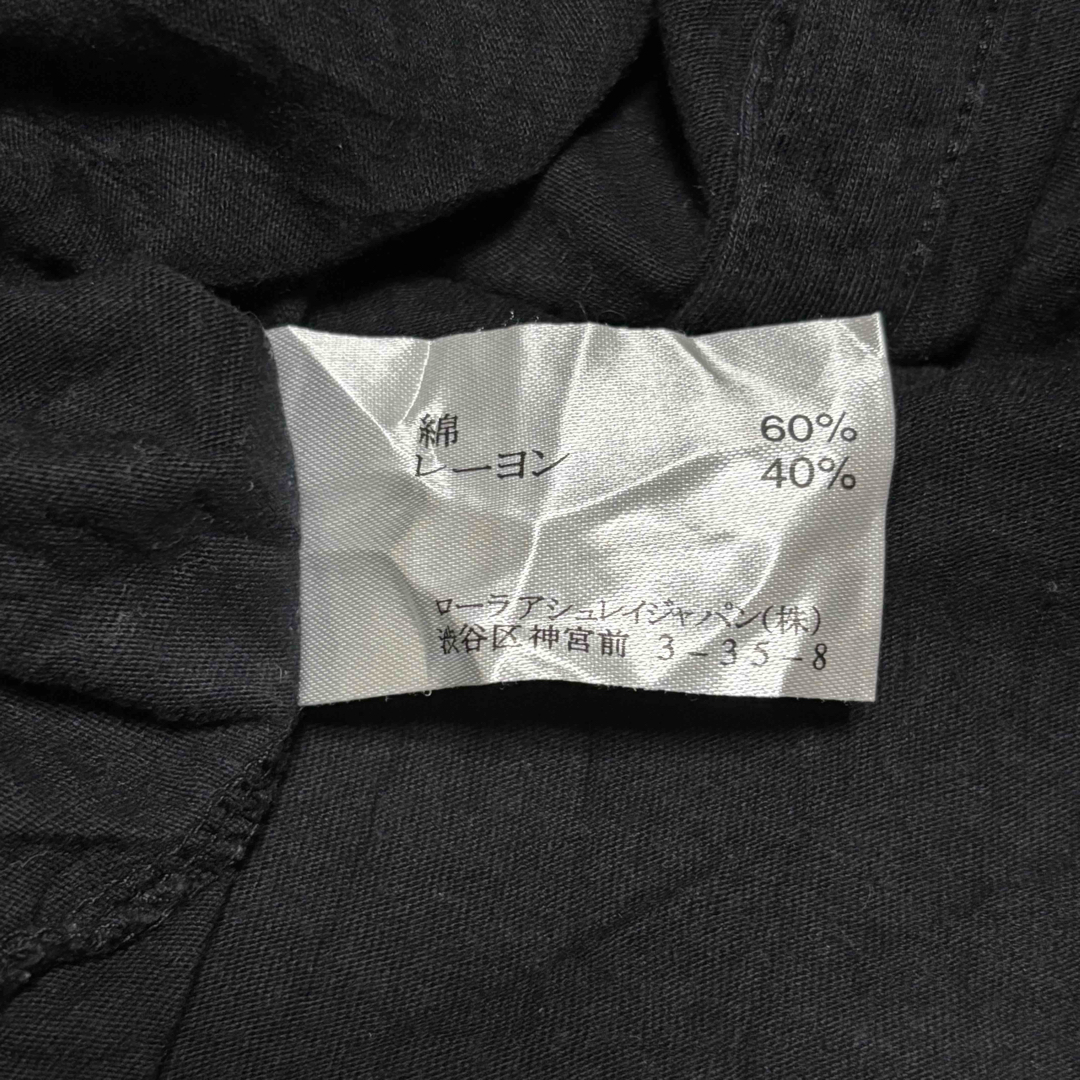 綿 60%
レーヨン 40%
ローラ アシュレイジャパン(株)
渋谷区神宮前 3-35-8